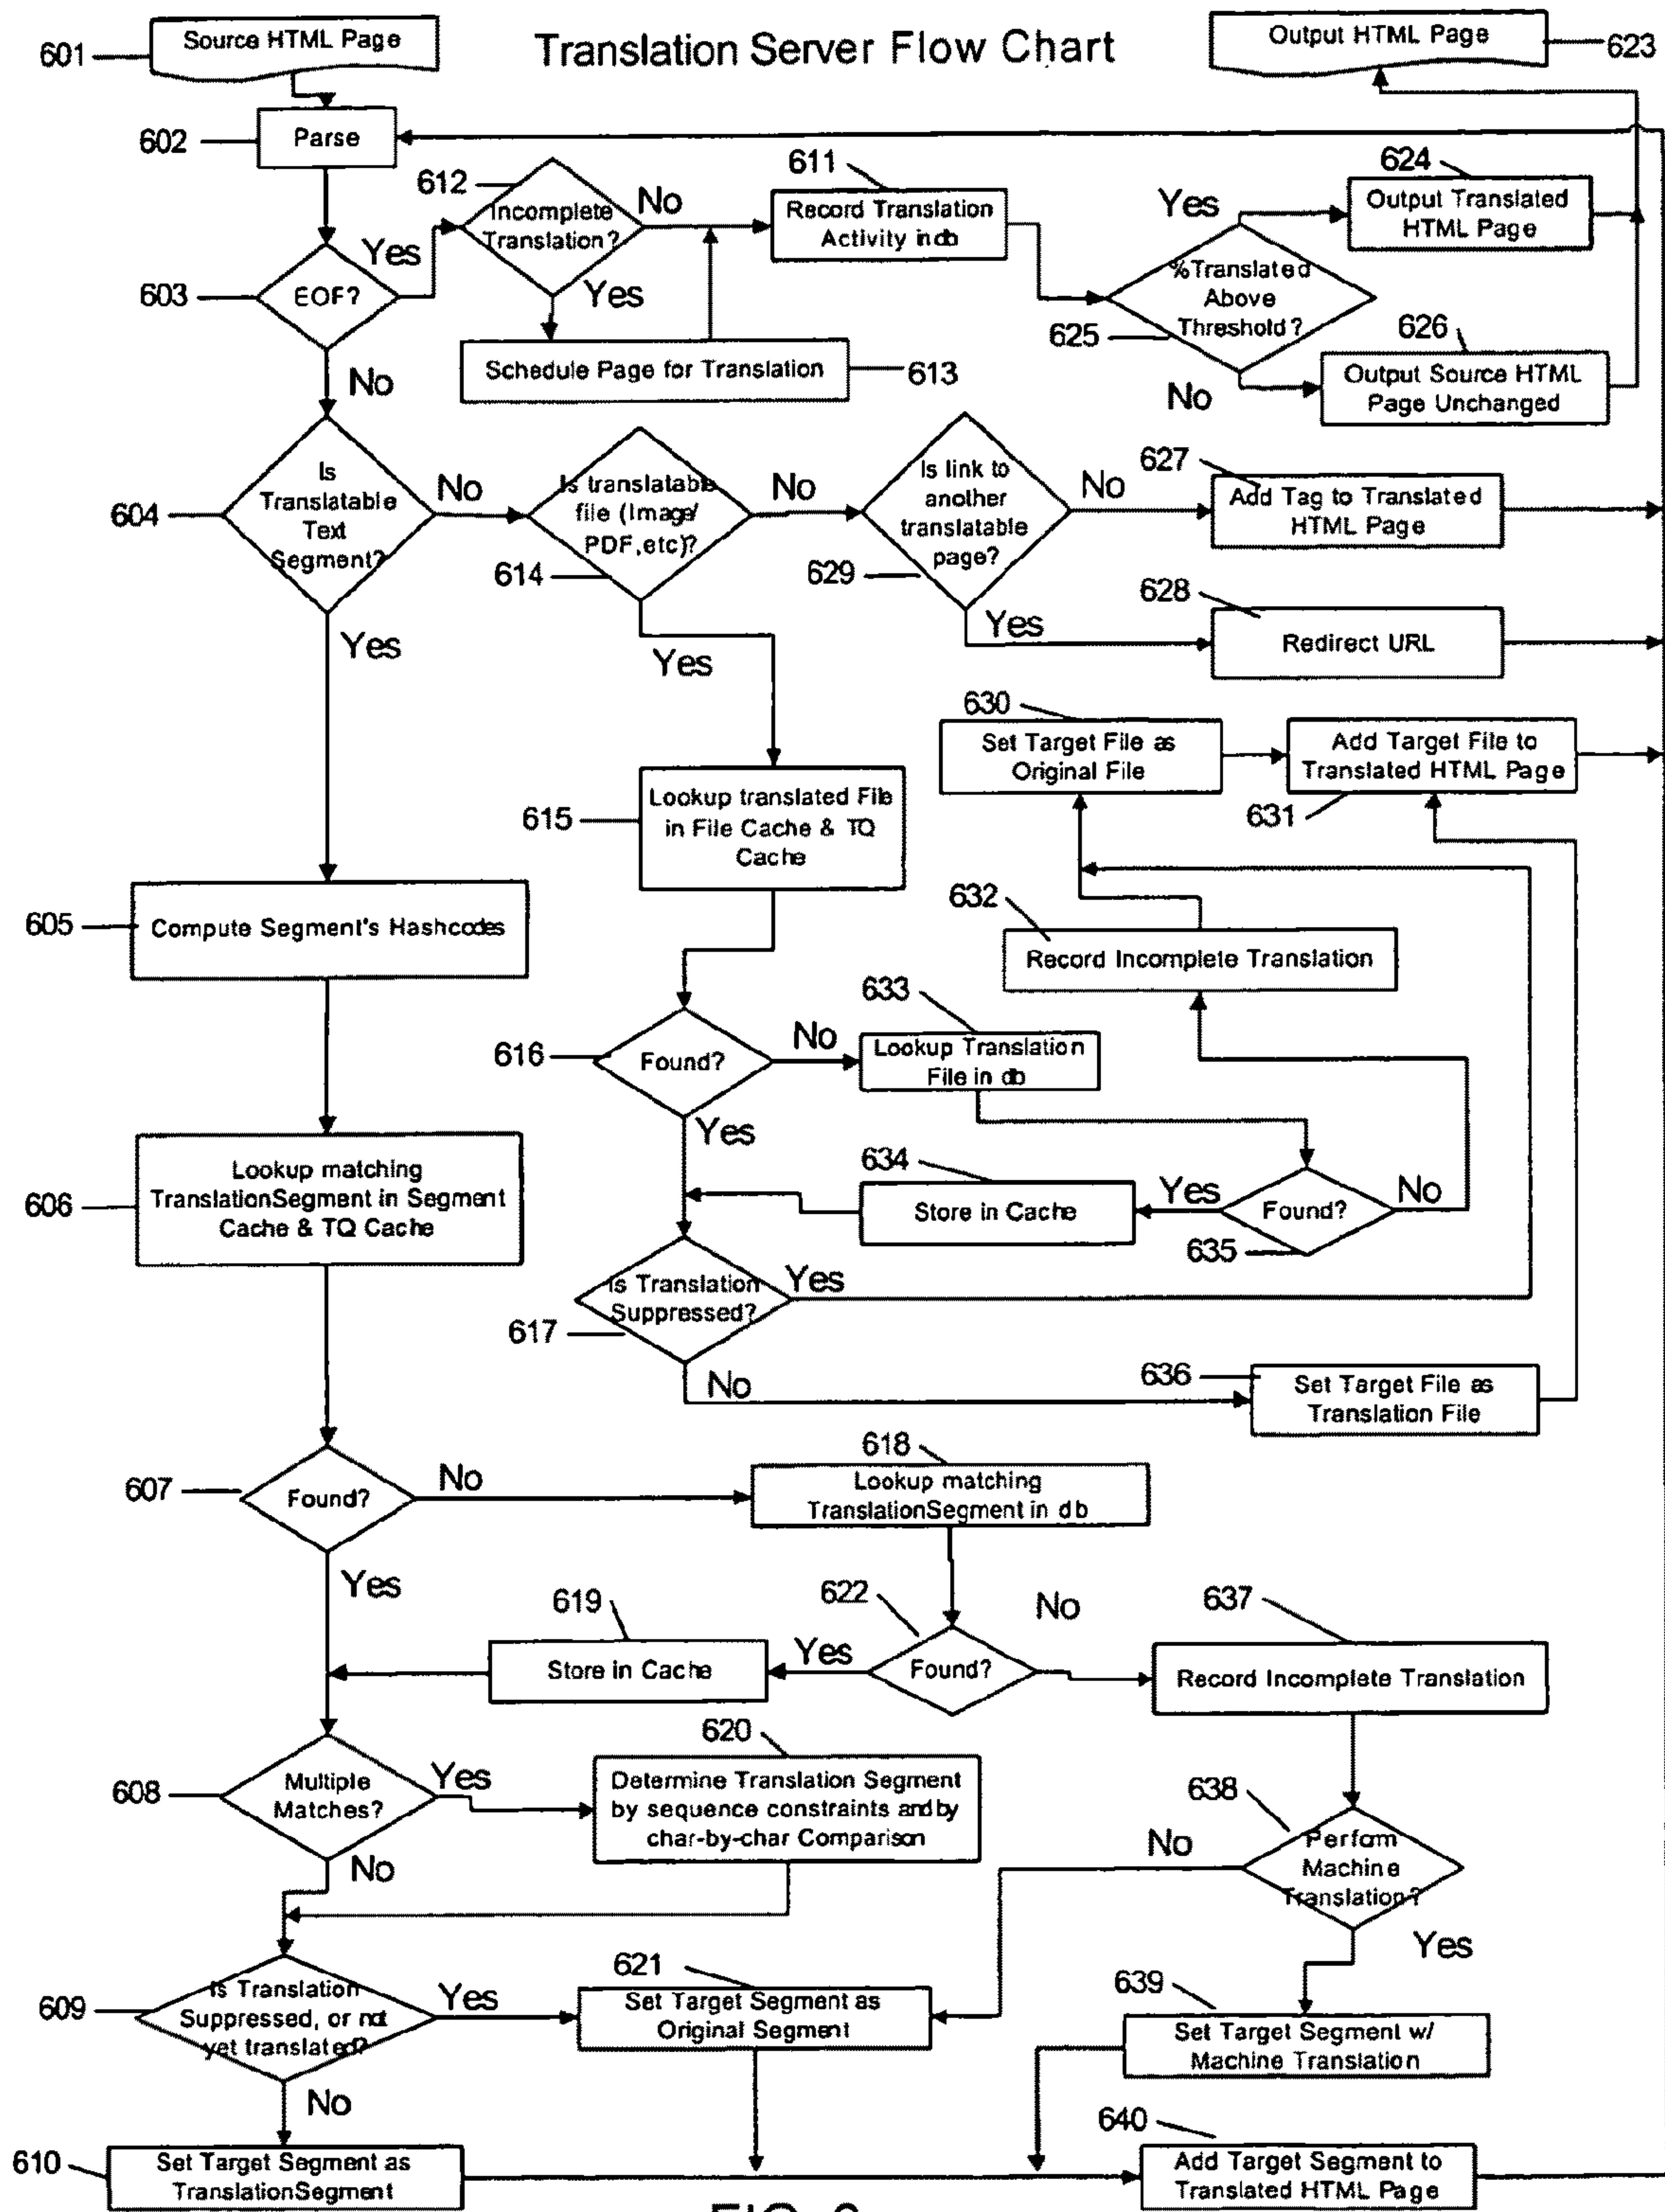 Source HTML Page
601
Translation Server Flow Chart
Output HTML Page
623
Parse
602
612
Incomplete
Translation?
No
Yes
611
Record Translation
Activity in db
624
Output Translated
HTML Page
Yes
EOF?
603
Yes
Schedule Page for Translation
613
%Translated
Above
Threshold?
625
626
Output Source HTML
Page Unchanged
No
No
Is
Translatable
Text
Segment?
604
No
Is translatable
file (Image/
PDF,etc)?
614
No
Is link to
another
translatable
page?
629
No
627
Add Tag to Translated
HTML Page
628
Redirect URL
Yes
Yes
Yes
630
Set Target File as
Original File
Add Target File to
Translated HTML Page
631
615
Lookup translated File
in File Cache & TQ
Cache
605
Compute Segment's Hashcodes
632
Record Incomplete Translation
616
Found?
No
633
Lookup Translation
File in db
Yes
606
Lookup matching
TranslationSegment in Segment
Cache & TQ Cache
634
Store in Cache
Yes
Found?
No
635
Is Translation
Suppressed?
Yes
617
No
636
Set Target File as
Translation File
607
Found?
No
618
Lookup matching
TranslationSegment in db
Yes
619
Store in Cache
Yes
622
Found?
No
637
Record Incomplete Translation
608
Multiple
Matches?
Yes
620
Determine Translation Segment
by sequence constraints and by
char-by-char Comparison
No
638
Perform
Machine
Translation?
No
Yes
609
Is Translation
Suppressed, or not
yet translated?
Yes
621
Set Target Segment as
Original Segment
639
Set Target Segment w/
Machine Translation
No
610
Set Target Segment as
TranslationSegment
640
Add Target Segment to
Translated HTML Page